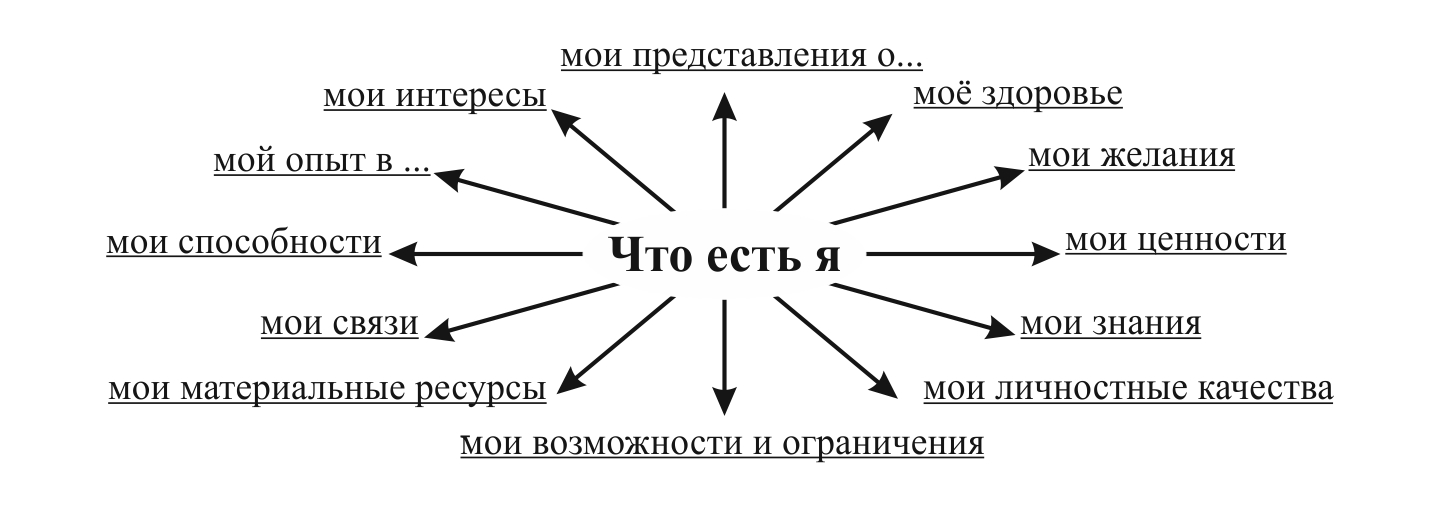 мои представления о...
мои интересы
моё здоровье
мой опыт в ...
мои желания
мои способности
Что есть я
мои ценности
мои связи
мои знания
мои материальные ресурсы
мои личностные качества
мои возможности и ограничения